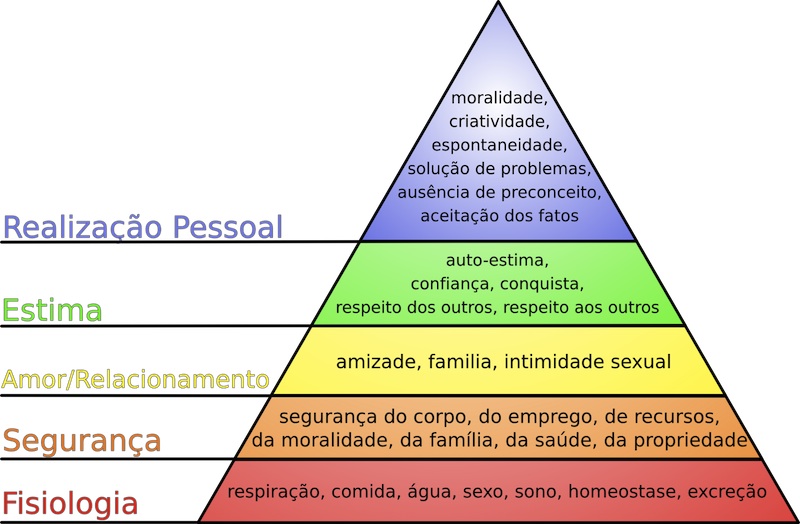 moralidade,
criatividade,
espontaneidade,
solução de problemas,
ausência de preconceito,
aceitação dos fatos
Realização Pessoal
auto-estima,
confiança, conquista,
respeito dos outros, respeito aos outros
Estima
amizade, familia, intimidade sexual
Amor/Relacionamento
segurança do corpo, do emprego, de recursos,
da moralidade, da família, da saúde, da propriedade
Segurança
respiração, comida, água, sexo, sono, homeostase, excreção
Fisiologia